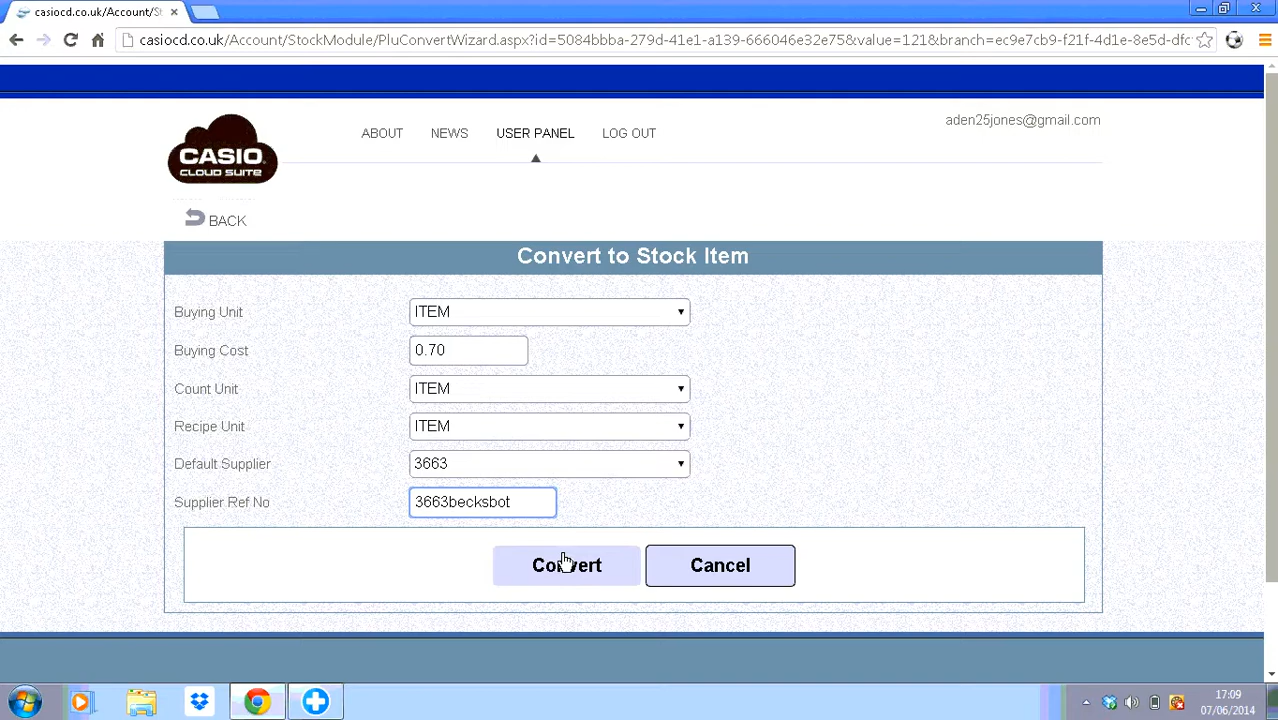 casiocd.co.uk/Account/St
casiocd.co.uk/Account/StockModule/PluConvertWizard.aspx?id=5084bbba-279d-41e1-a139-666046e32e75&value=121&branch=ec9e7cb9-f21f-4d1e-8e5d-dfc
CASIO
CLOUD SUITE
ABOUT
NEWS
USER PANEL
LOG OUT
aden25jones@gmail.com
BACK
Convert to Stock Item
Buying Unit
ITEM
Buying Cost
0.70
Count Unit
ITEM
Recipe Unit
ITEM
Default Supplier
3663
Supplier Ref No
3663becksbot
Convert
Cancel
17:09
07/06/2014